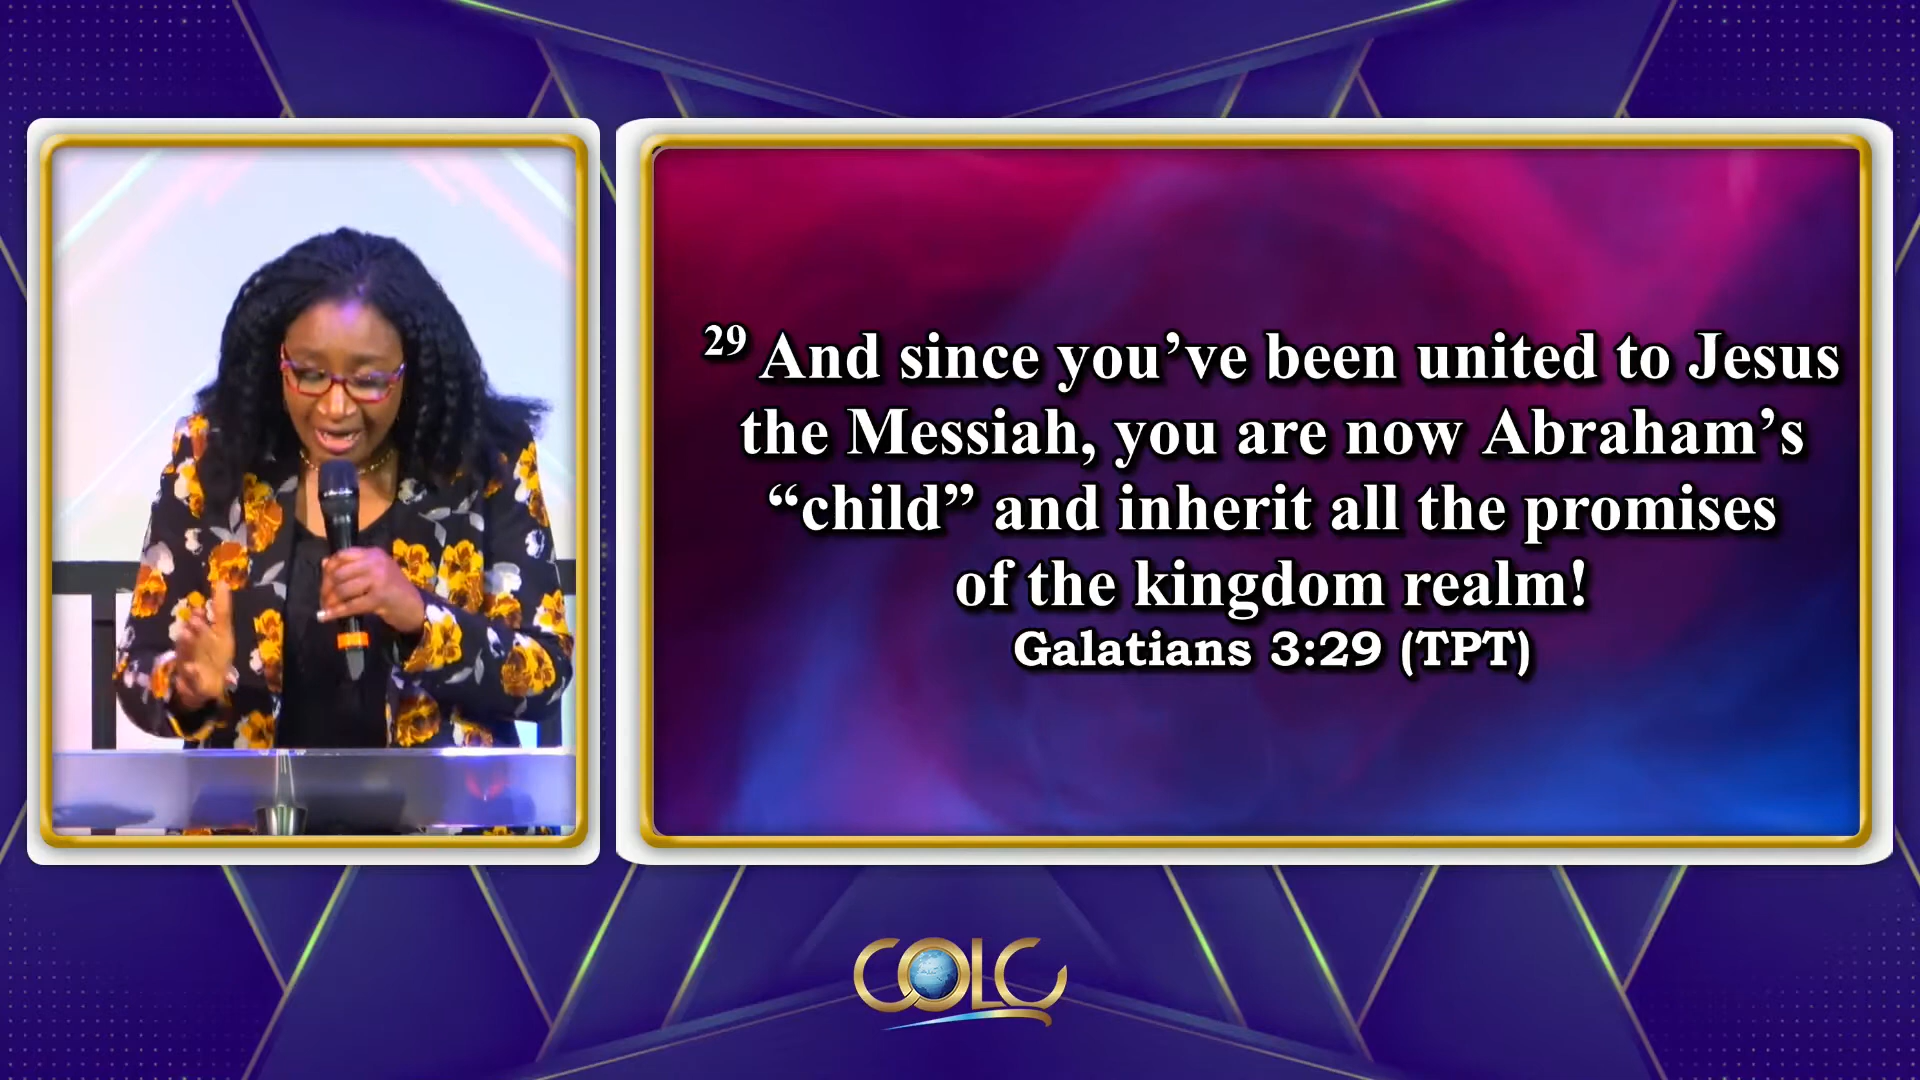 29 And since you’ve been united to Jesus
the Messiah, you are now Abraham’s
“child” and inherit all the promises
of the kingdom realm!
Galatians 3:29 (TPT)
COLC